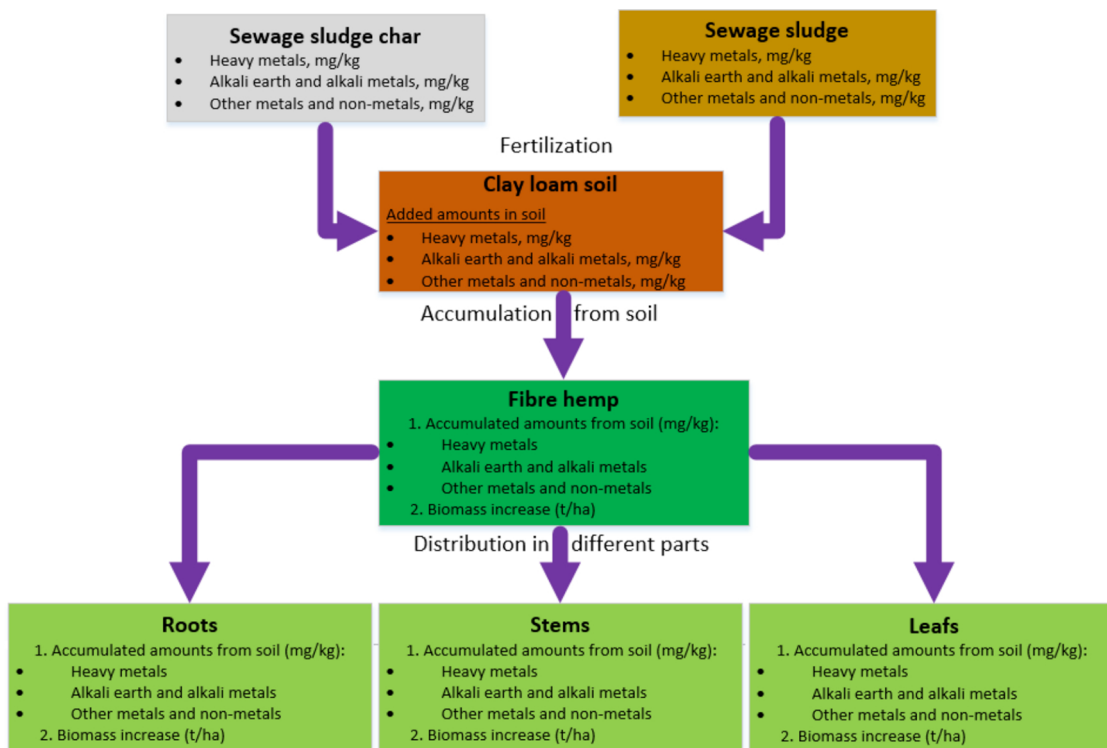 Sewage sludge char
• Heavy metals, mg/kg
• Alkali earth and alkali metals, mg/kg
• Other metals and non-metals, mg/kg
Sewage sludge
• Heavy metals, mg/kg
• Alkali earth and alkali metals, mg/kg
• Other metals and non-metals, mg/kg
Fertilization
Clay loam soil
Added amounts in soil
• Heavy metals, mg/kg
• Alkali earth and alkali metals, mg/kg
• Other metals and non-metals, mg/kg
Accumulation from soil
Fibre hemp
1. Accumulated amounts from soil (mg/kg):
• Heavy metals
• Alkali earth and alkali metals
• Other metals and non-metals
2. Biomass increase (t/ha)
Distribution in different parts
Roots
1. Accumulated amounts from soil (mg/kg):
• Heavy metals
• Alkali earth and alkali metals
• Other metals and non-metals
2. Biomass increase (t/ha)
Stems
1. Accumulated amounts from soil (mg/kg):
• Heavy metals
• Alkali earth and alkali metals
• Other metals and non-metals
2. Biomass increase (t/ha)
Leafs
1. Accumulated amounts from soil (mg/kg):
• Heavy metals
• Alkali earth and alkali metals
• Other metals and non-metals
2. Biomass increase (t/ha)